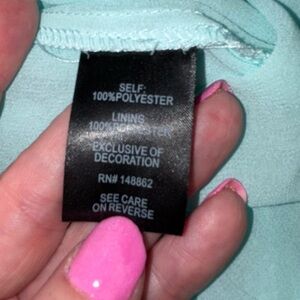 SELF:
100%POLYESTER
LINING
100%POLYESTER
EXCLUSIVE OF
DECORATION
RN# 148862
SEE CARE
ON REVERSE